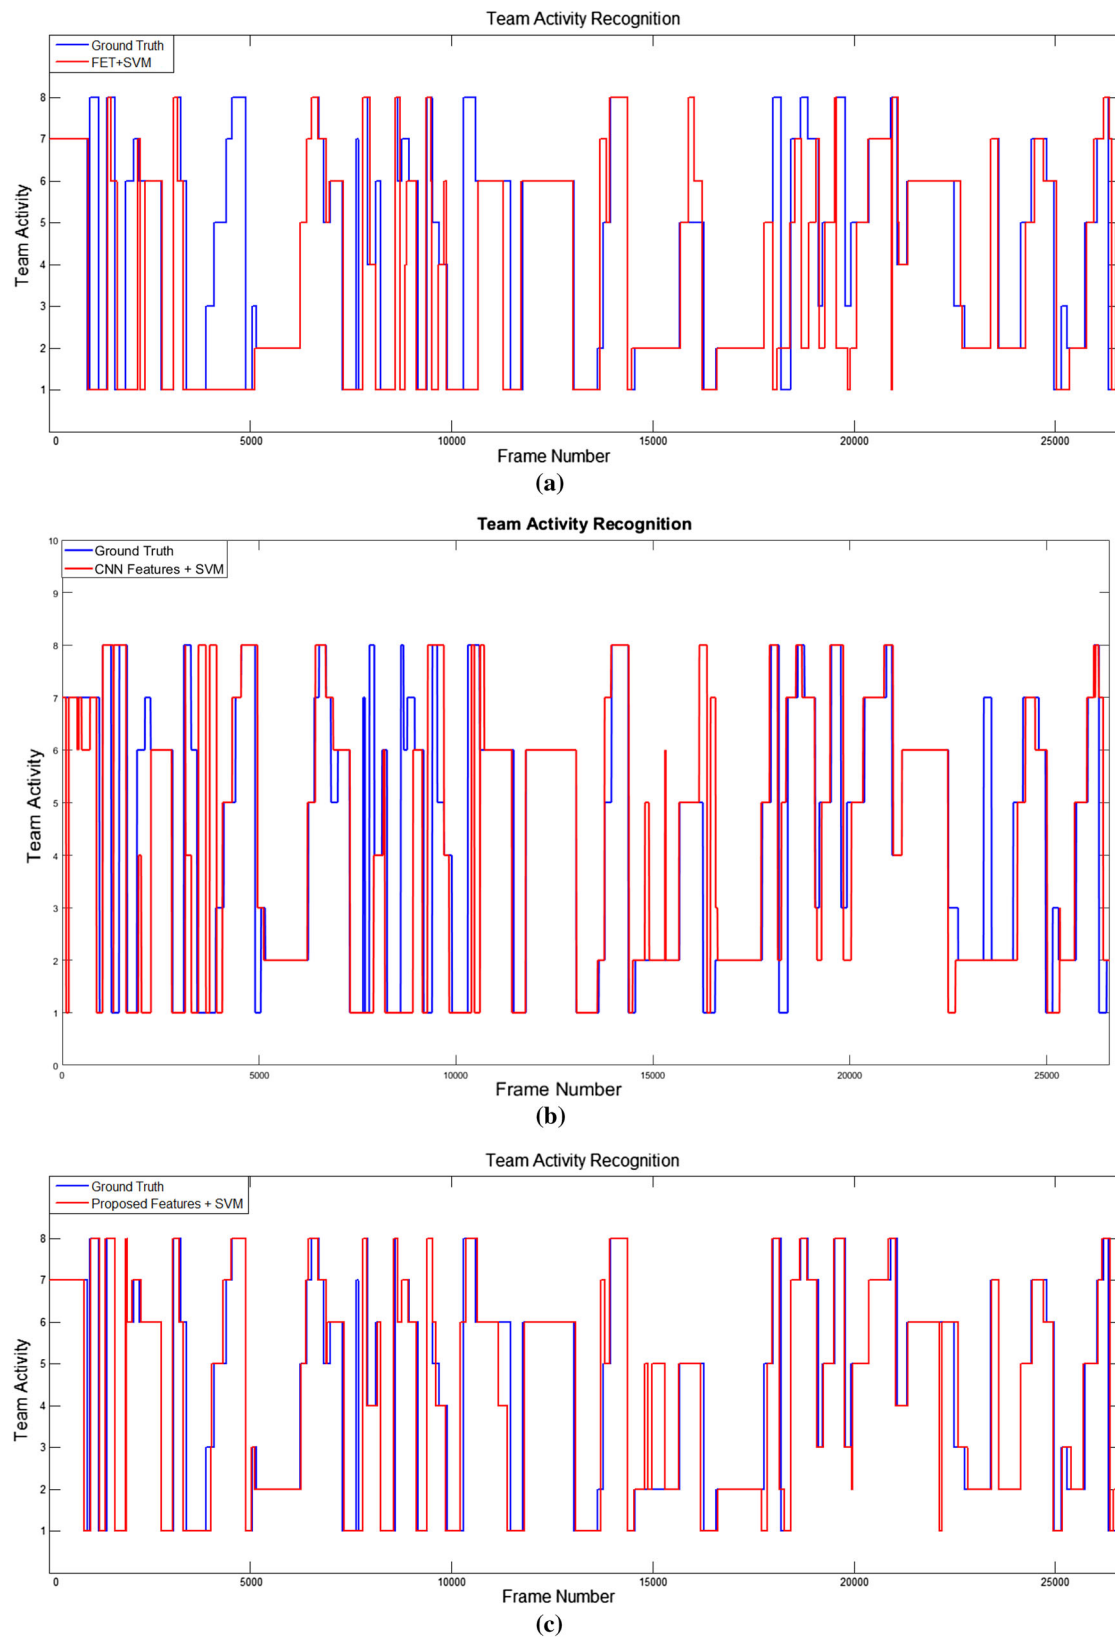 Team Activity Recognition
Ground Truth
FET+SVM
8
7
6
5
4
3
2
1
Team Activity
0 5000 10000 15000 20000 25000
Frame Number
(a)
Team Activity Recognition
10
Ground Truth
CNN Features + SVM
9
8
7
6
5
4
3
2
1
0
Team Activity
0 5000 10000 15000 20000 25000
Frame Number
(b)
Team Activity Recognition
Ground Truth
Proposed Features + SVM
8
7
6
5
4
3
2
1
Team Activity
0 5000 10000 15000 20000 25000
Frame Number
(c)